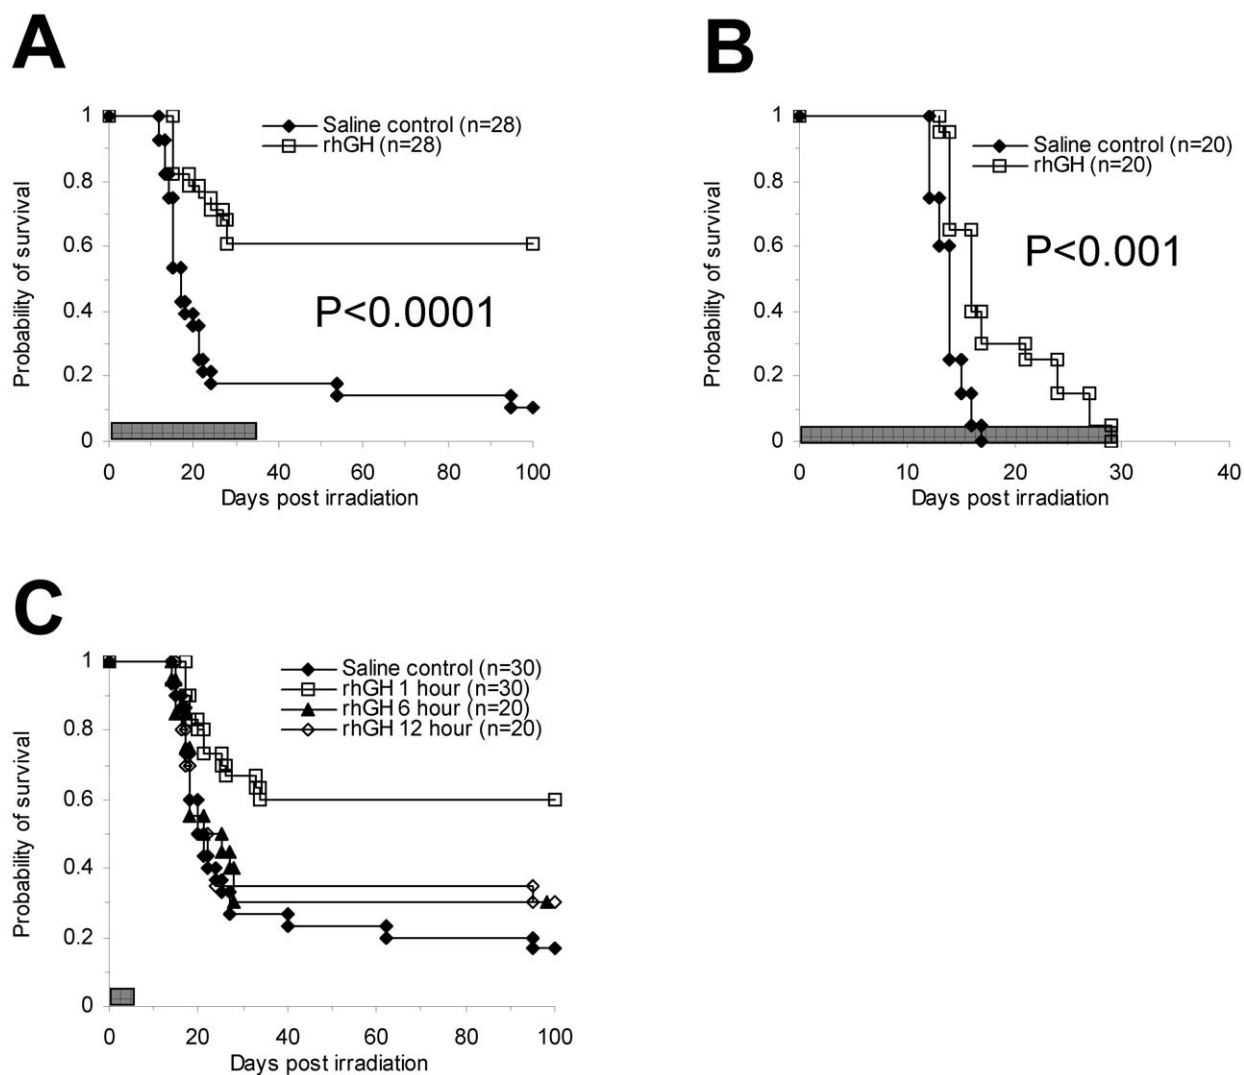 A
Probability of survival
1
0.8
0.6
0.4
0.2
0
Saline control (n=28)
rhGH (n=28)
P<0.0001
0 20 40 60 80 100
Days post irradiation
B
Probability of survival
1
0.8
0.6
0.4
0.2
0
Saline control (n=20)
rhGH (n=20)
P<0.001
0 10 20 30 40
Days post irradiation
C
Probability of survival
1
0.8
0.6
0.4
0.2
0
Saline control (n=30)
rhGH 1 hour (n=30)
rhGH 6 hour (n=20)
rhGH 12 hour (n=20)
0 20 40 60 80 100
Days post irradiation